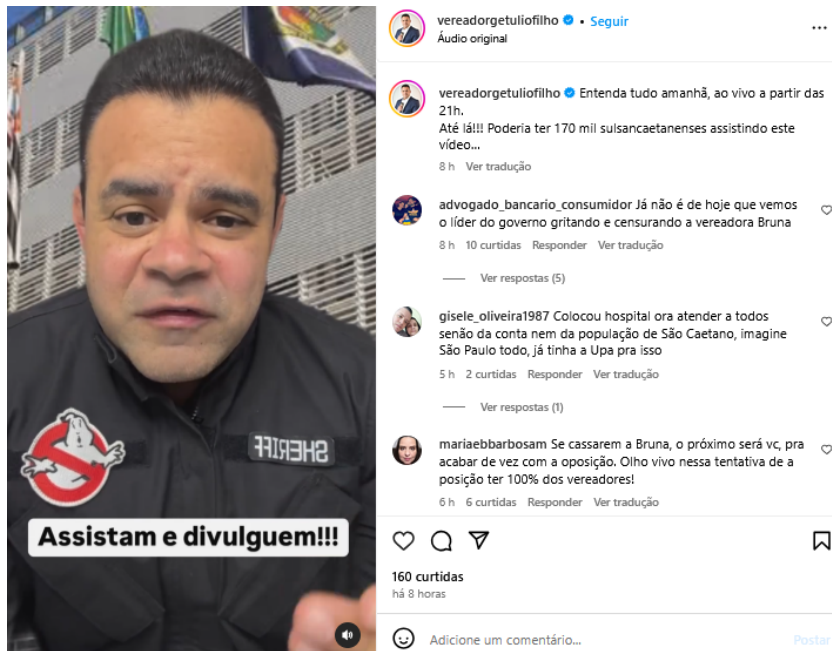 SHERIFF
Assistam e divulguem!!!
vereadorgetuliofilho • Seguir
Áudio original
vereadorgetuliofilho Entenda tudo amanhã, ao vivo a partir das
21h.
Até lá!!! Poderia ter 170 mil sulsancaetanenses assistindo este
vídeo...
8 h Ver tradução
advogado_bancario_consumidor Já não é de hoje que vemos
o líder do governo gritando e censurando a vereadora Bruna
8 h 10 curtidas Responder Ver tradução
Ver respostas (5)
gisele_oliveira1987 Colocou hospital ora atender a todos
senão da conta nem da população de São Caetano, imagine
São Paulo todo, já tinha a Upa pra isso
5 h 2 curtidas Responder Ver tradução
Ver respostas (1)
mariaebbarbosam Se cassarem a Bruna, o próximo será vc, pra
acabar de vez com a oposição. Olho vivo nessa tentativa de a
posição ter 100% dos vereadores!
6 h 6 curtidas Responder Ver tradução
160 curtidas
há 8 horas
Adicione um comentário...
Postar